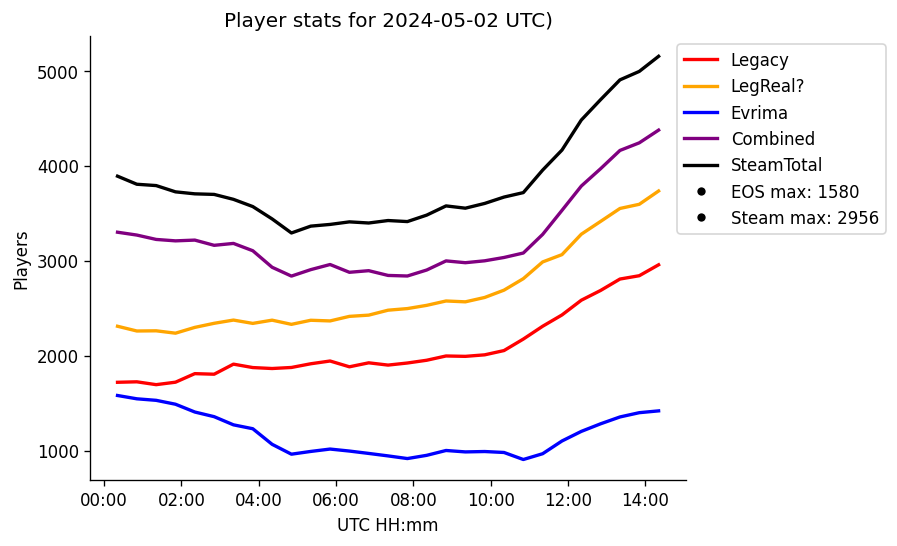 Player stats for 2024-05-02 UTC)
Legacy
LegReal?
Evrima
Combined
SteamTotal
EOS max: 1580
Steam max: 2956
Players
5000
4000
3000
2000
1000
00:00 02:00 04:00 06:00 08:00 10:00 12:00 14:00
UTC HH:mm